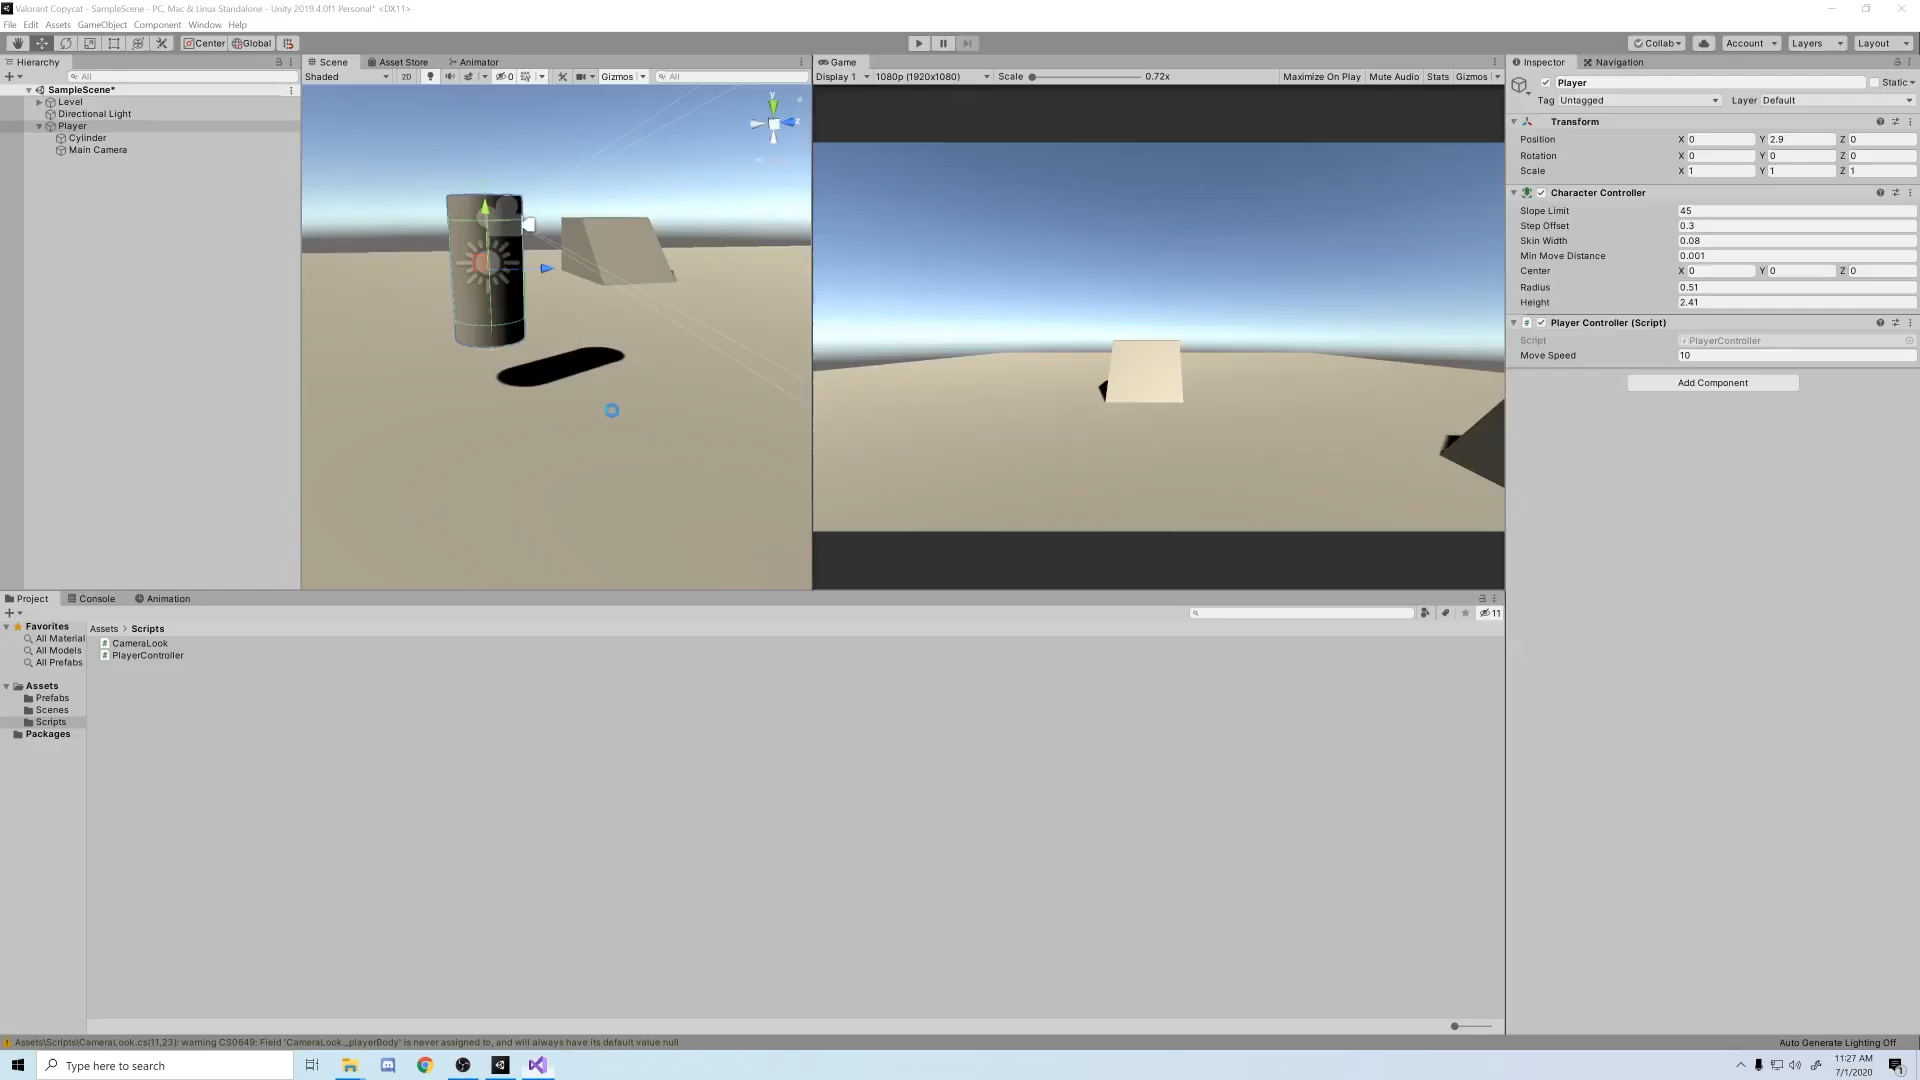 Valorant Copycat - SampleScene - PC, Mac & Linux Standalone - Unity 2019.4.0f1 Personal* <DX11>
File Edit Assets GameObject Component Window Help
Center Global Collab Account Layers Layout
Hierarchy
All
SampleScene*
Level
Directional Light
Player
Cylinder
Main Camera
Scene Asset Store Animator
Shaded 2D 0 Gizmos All
y
z
Game
Display 1 1080p (1920x1080) Scale 0.72x Maximize On Play Mute Audio Stats Gizmos
Inspector Navigation
Player Static
Tag Untagged Layer Default
Transform
Position X 0 Y 2.9 Z 0
Rotation X 0 Y 0 Z 0
Scale X 1 Y 1 Z 1
Character Controller
Slope Limit 45
Step Offset 0.3
Skin Width 0.08
Min Move Distance 0.001
Center X 0 Y 0 Z 0
Radius 0.51
Height 2.41
Player Controller (Script)
Script PlayerController
Move Speed 10
Add Component
Project Console Animation
11
Favorites
All Material
All Models
All Prefabs
Assets
Prefabs
Scenes
Scripts
Packages
Assets > Scripts
CameraLook
PlayerController
Assets\Scripts\CameraLook.cs(11,23): warning CS0649: Field 'CameraLook._playerBody' is never assigned to, and will always have its default value null
Auto Generate Lighting Off
Type here to search
11:27 AM
7/1/2020
1